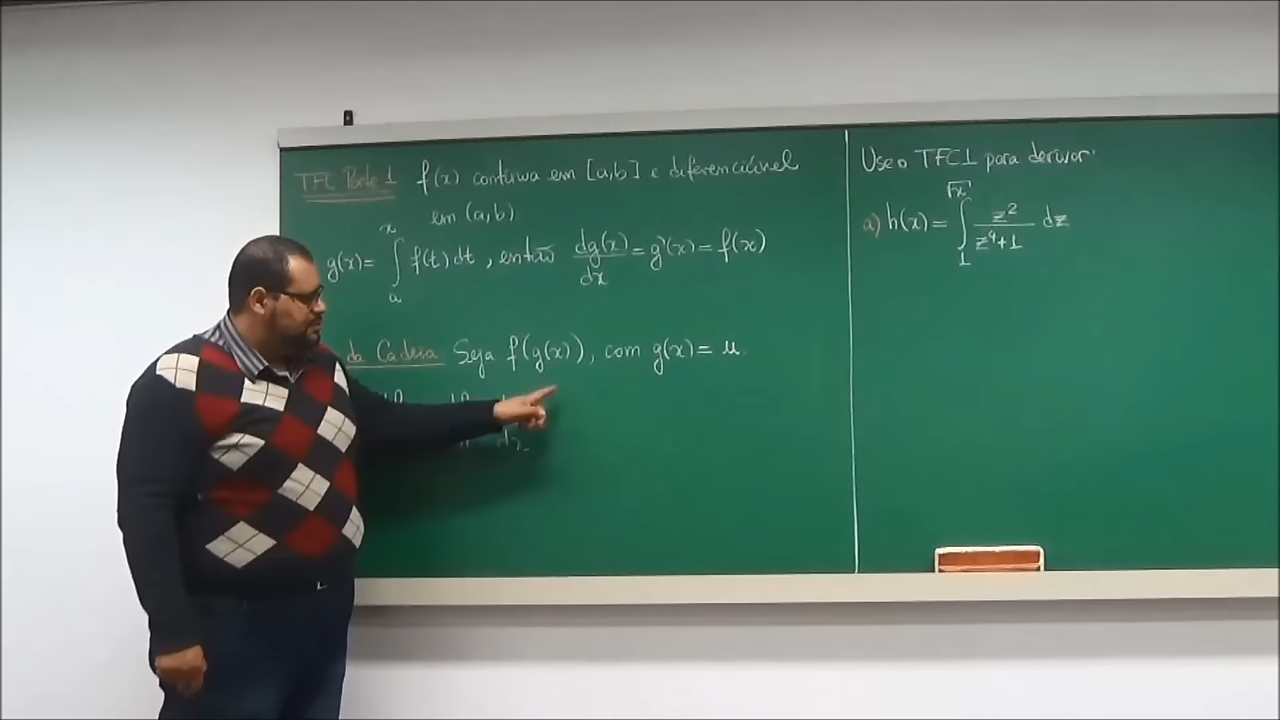 TFC Parte 1 f(x) contínua em [a,b] e diferenciável
em (a,b)
g(x)= ∫ₐˣ f(t)dt, então dg(x)/dx = g'(x) = f(x)
da Cadeia Seja f(g(x)), com g(x)= u.
Use o TFC1 para derivar:
a) h(x) = ∫₁^√x z²/(z⁴+1) dz